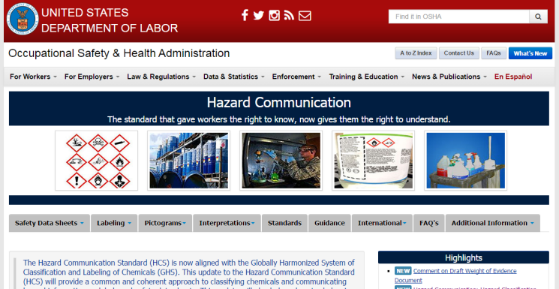 UNITED STATES
DEPARTMENT OF LABOR
Find it in OSHA
Occupational Safety & Health Administration
A to Z Index
Contact Us
FAQs
What's New
For Workers For Employers Law & Regulations Data & Statistics Enforcement Training & Education News & Publications En Español
Hazard Communication
The standard that gave workers the right to know, now gives them the right to understand.
Safety Data Sheets Labeling Pictograms Interpretations Standards Guidance International FAQ's Additional Information
The Hazard Communication Standard (HCS) is now aligned with the Globally Harmonized System of
Classification and Labeling of Chemicals (GHS). This update to the Hazard Communication Standard
(HCS) will provide a common and coherent approach to classifying chemicals and communicating
Highlights
NEW Comment on Draft Weight of Evidence
Document